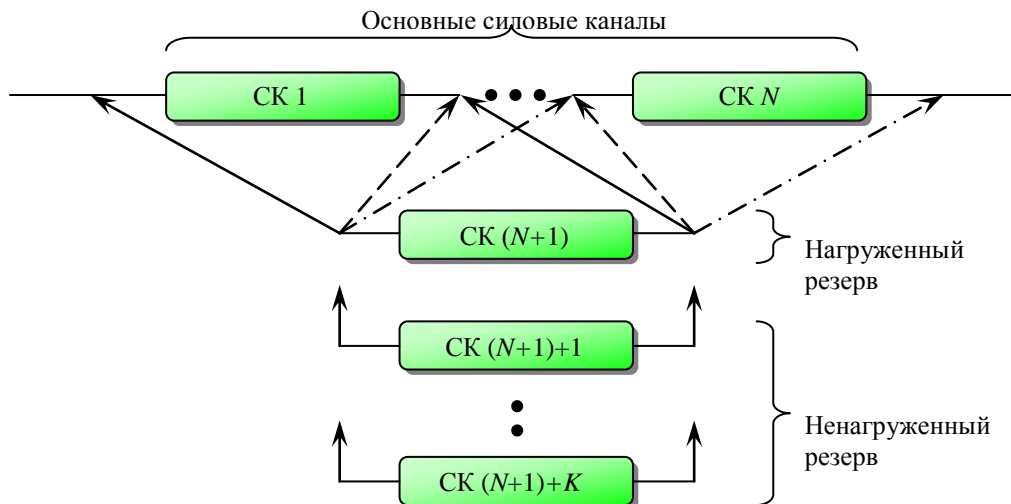 Основные силовые каналы
СК 1
СК N
СК (N+1)
Нагруженный
резерв
СК (N+1)+1
Ненагруженный
резерв
СК (N+1)+K